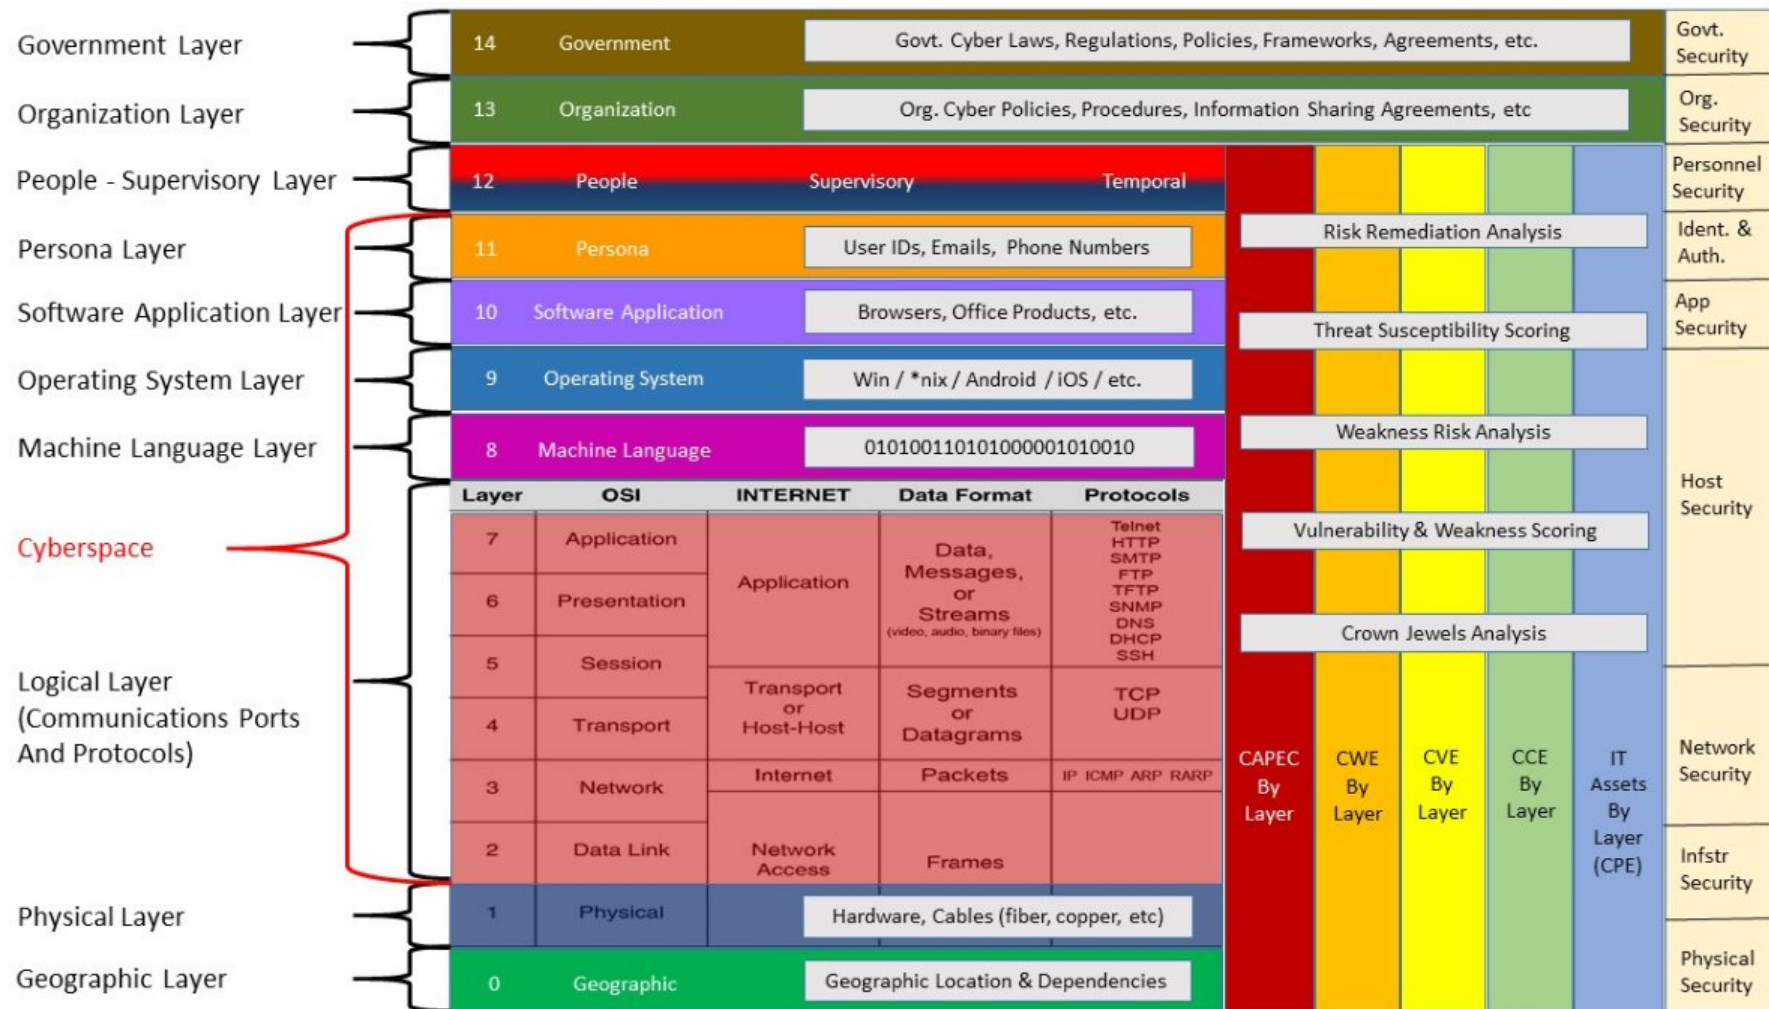 Government Layer
14 Government Govt. Cyber Laws, Regulations, Policies, Frameworks, Agreements, etc.
Govt.
Security
Organization Layer
13 Organization Org. Cyber Policies, Procedures, Information Sharing Agreements, etc
Org.
Security
People - Supervisory Layer
12 People Supervisory Temporal
Personnel
Security
Persona Layer
11 Persona User IDs, Emails, Phone Numbers
Risk Remediation Analysis
Ident. &
Auth.
Software Application Layer
10 Software Application Browsers, Office Products, etc.
Threat Susceptibility Scoring
App
Security
Operating System Layer
9 Operating System Win / *nix / Android / iOS / etc.
Machine Language Layer
8 Machine Language 010100110101000001010010
Weakness Risk Analysis
Host
Security
Cyberspace
Layer OSI INTERNET Data Format Protocols
7 Application
6 Presentation
5 Session
Application
Data,
Messages,
or
Streams
(video, audio, binary files)
Telnet
HTTP
SMTP
FTP
TFTP
SNMP
DNS
DHCP
SSH
Vulnerability & Weakness Scoring
Crown Jewels Analysis
Logical Layer
(Communications Ports
And Protocols)
4 Transport
Transport
or
Host-Host
Segments
or
Datagrams
TCP
UDP
3 Network Internet Packets IP ICMP ARP RARP
2 Data Link
Network
Access
Frames
CAPEC
By
Layer
CWE
By
Layer
CVE
By
Layer
CCE
By
Layer
IT
Assets
By
Layer
(CPE)
Network
Security
Infstr
Security
Physical Layer
1 Physical Hardware, Cables (fiber, copper, etc)
Geographic Layer
0 Geographic Geographic Location & Dependencies
Physical
Security